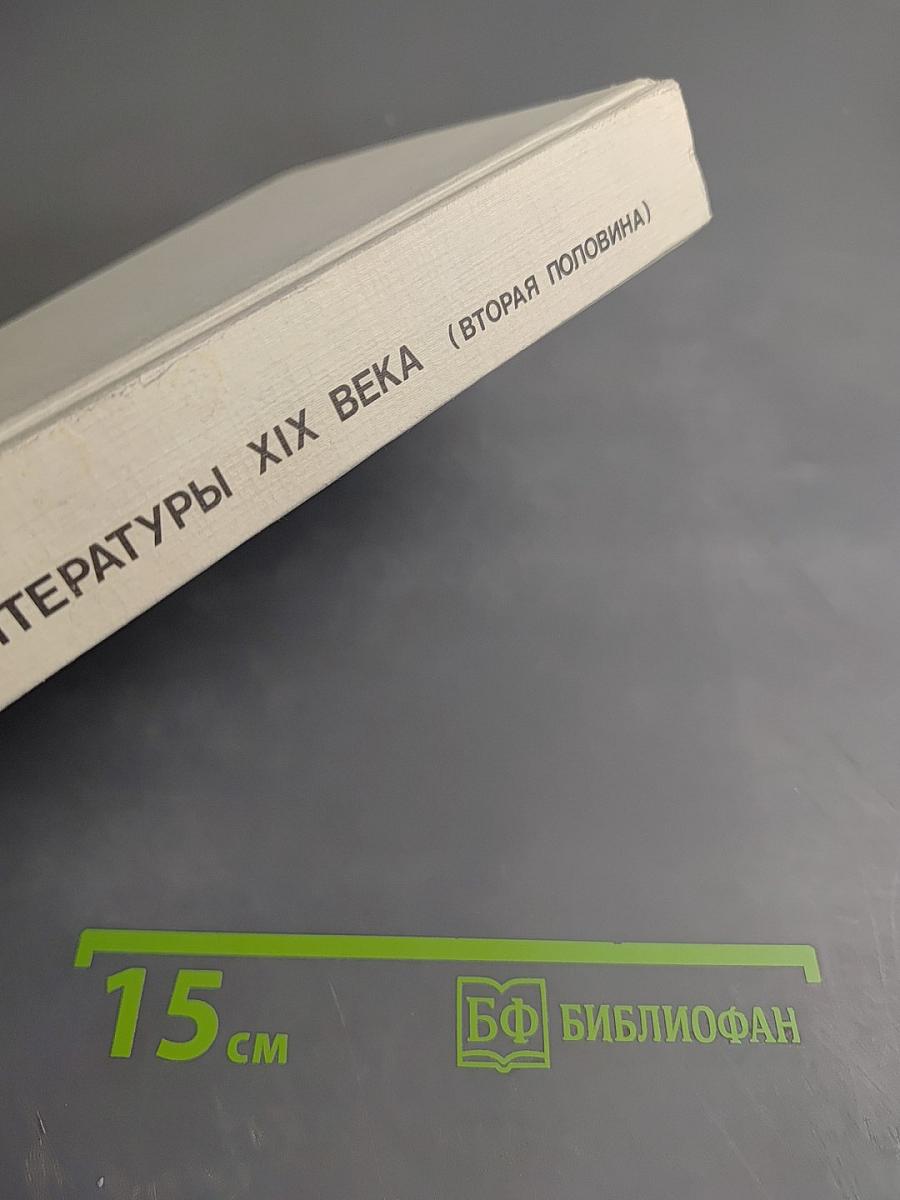 ТЕРАТУРЫ XIX ВЕКА (ВТОРАЯ ПОЛОВИНА)
15 см
БФ БИБЛИОФАН